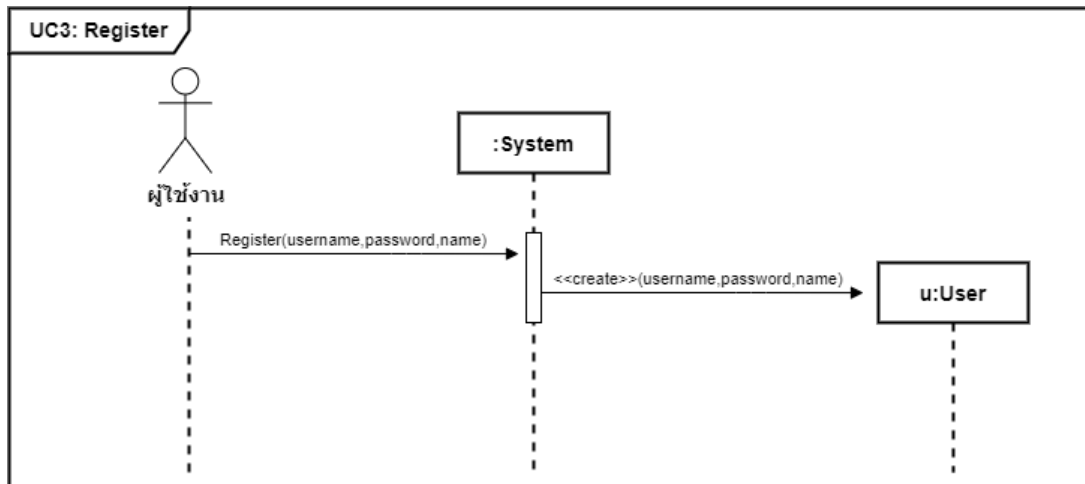 UC3: Register
:System
ผู้ใช้งาน
Register(username,password,name)
<<create>>(username,password,name)
u:User